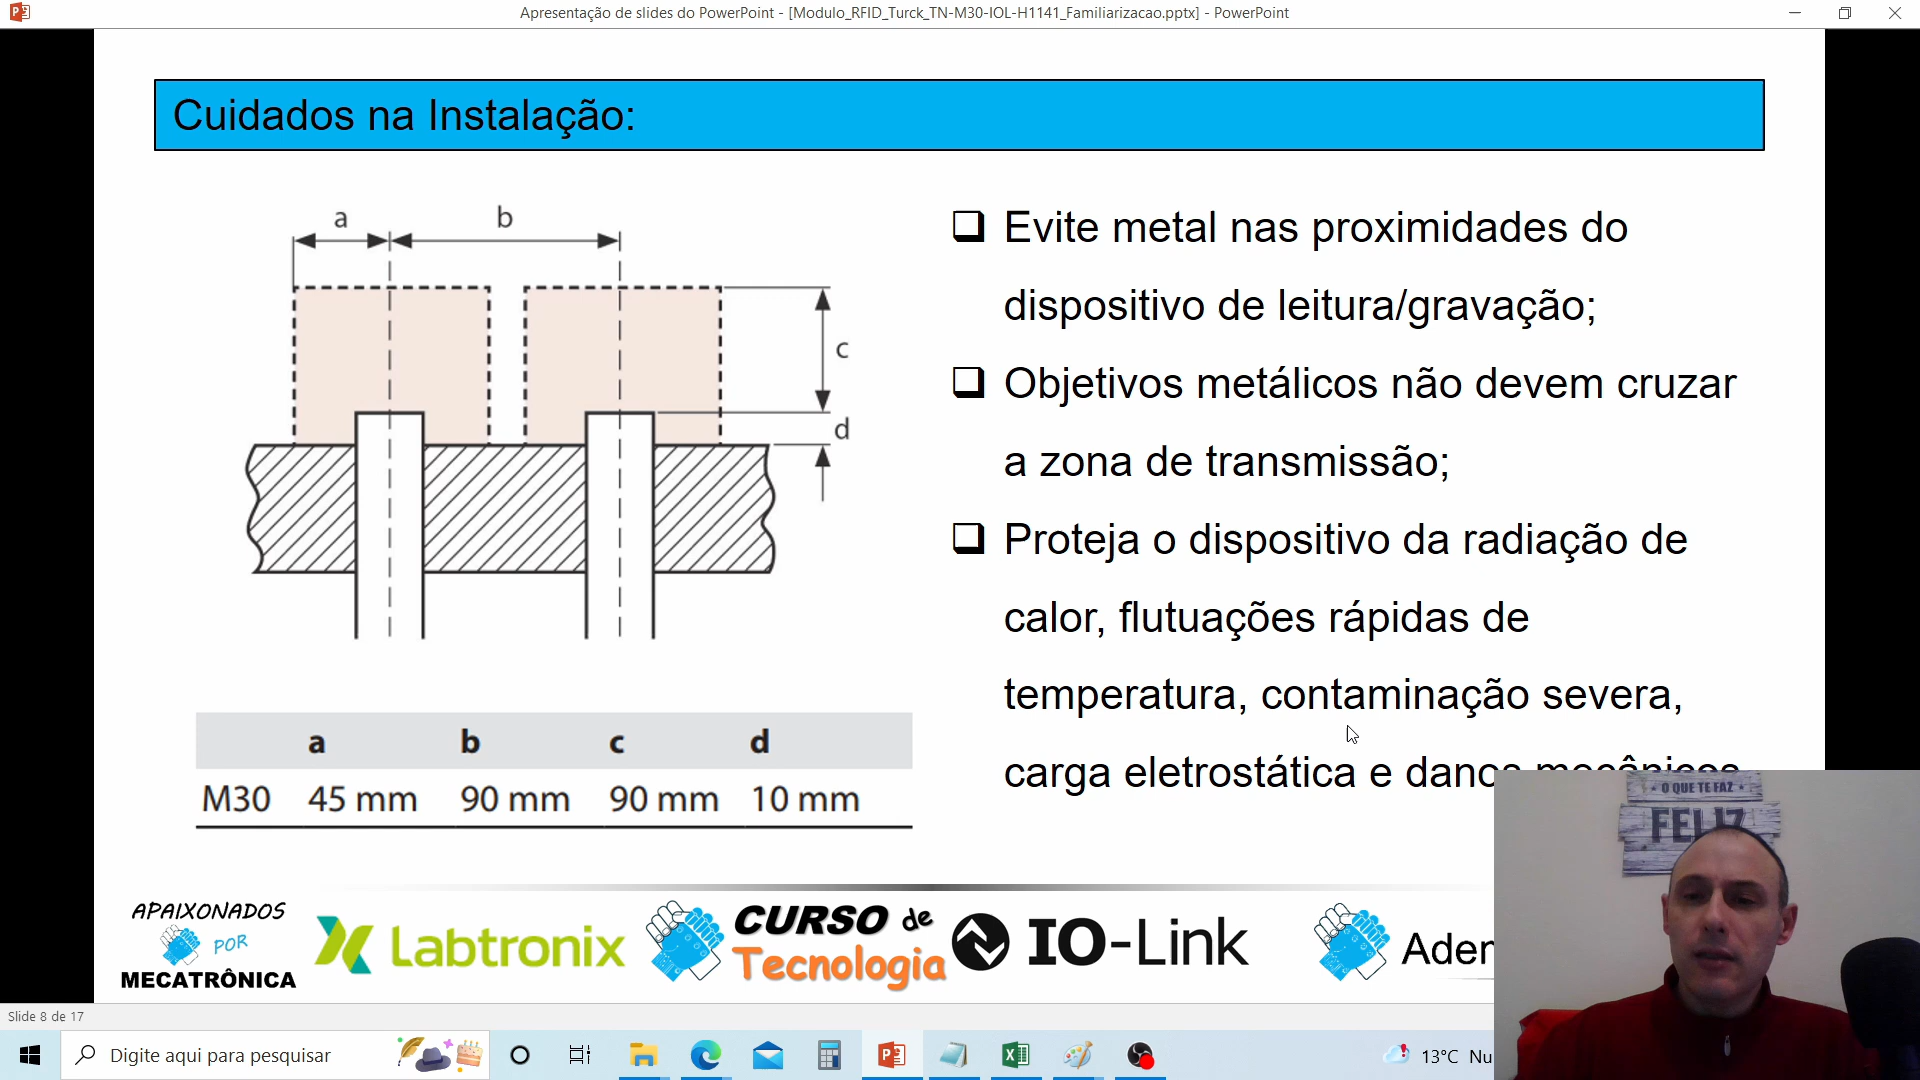 Apresentação de slides do PowerPoint - [Modulo_RFID_Turck_TN-M30-IOL-H1141_Familiarizacao.pptx] - PowerPoint
Cuidados na Instalação:
a b
c
d
a b c d
M30 45 mm 90 mm 90 mm 10 mm
Evite metal nas proximidades do
dispositivo de leitura/gravação;
Objetivos metálicos não devem cruzar
a zona de transmissão;
Proteja o dispositivo da radiação de
calor, flutuações rápidas de
temperatura, contaminação severa,
carga eletrostática e danos mecânicos
O QUE TE FAZ
FELIZ
APAIXONADOS
POR
MECATRÔNICA
Labtronix
CURSO de
Tecnologia
IO-Link
Adem
Slide 8 de 17
Digite aqui para pesquisar
13°C Nu